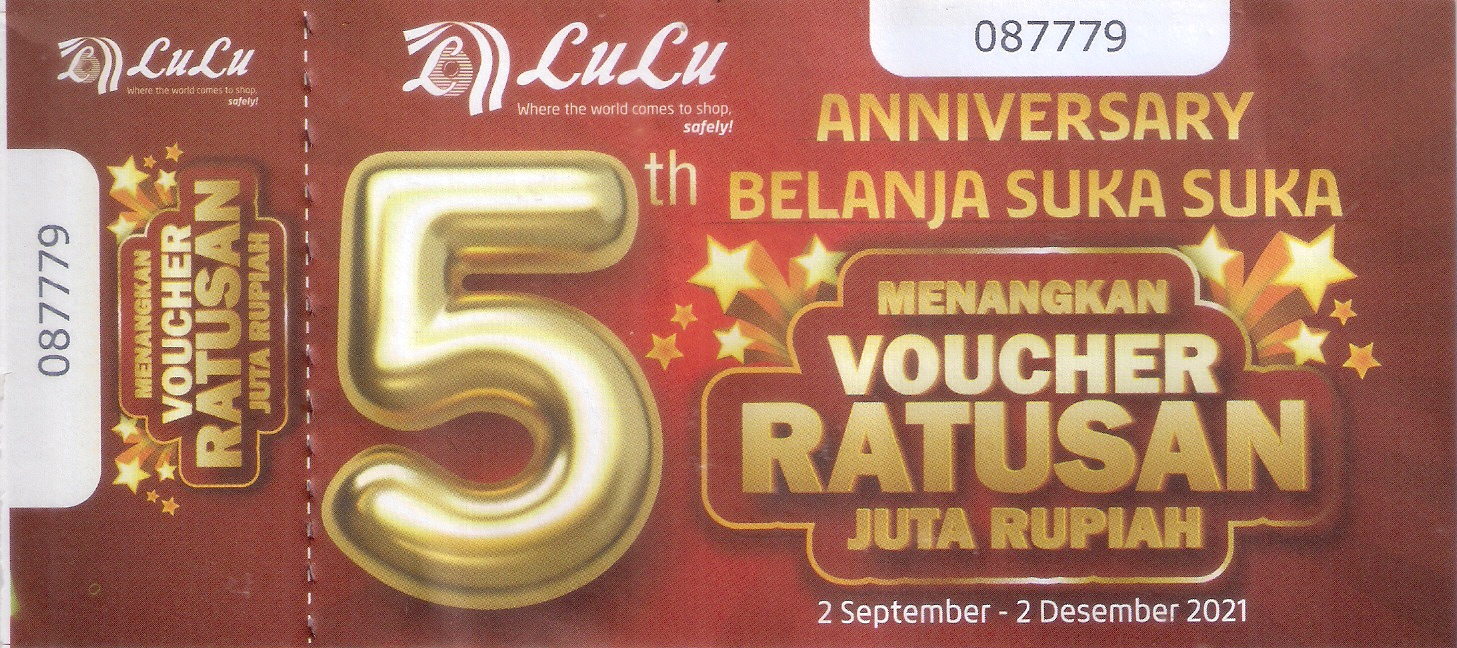 LuLu
Where the world comes to shop,
safely!
087779
MENANGKAN
VOUCHER
RATUSAN
JUTA RUPIAH
LuLu
Where the world comes to shop,
safely!
087779
5th
ANNIVERSARY
BELANJA SUKA SUKA
MENANGKAN
VOUCHER
RATUSAN
JUTA RUPIAH
2 September - 2 Desember 2021